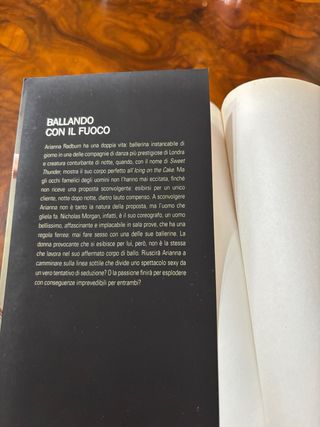 BALLANDO
CON IL FUOCO
Arianna Redburn ha una doppia vita: ballerina instancabile di
giorno in una delle compagnie di danza più prestigiose di Londra
e creatura conturbante di notte, quando, con il nome di Sweet
Thunder, mostra il suo corpo perfetto all'Icing on the Cake. Ma
gli occhi famelici degli uomini non l'hanno mai eccitata, finché
non riceve una proposta sconvolgente: esibirsi per un unico
cliente, notte dopo notte, dietro lauto compenso. A sconvolgere
Arianna non è tanto la natura della proposta, ma l'uomo che
gliela fa. Nicholas Morgan, infatti, è il suo coreografo, un uomo
bellissimo, affascinante e implacabile in sala prove, che ha una
regola ferrea: mai fare sesso con una delle sue ballerine. La
donna provocante che si esibisce per lui, però, non è la stessa
che lavora nel suo affermato corpo di ballo. Riuscirà Arianna a
camminare sulla linea sottile che divide uno spettacolo sexy da
un vero tentativo di seduzione? O la passione finirà per esplodere
con conseguenze imprevedibili per entrambi?